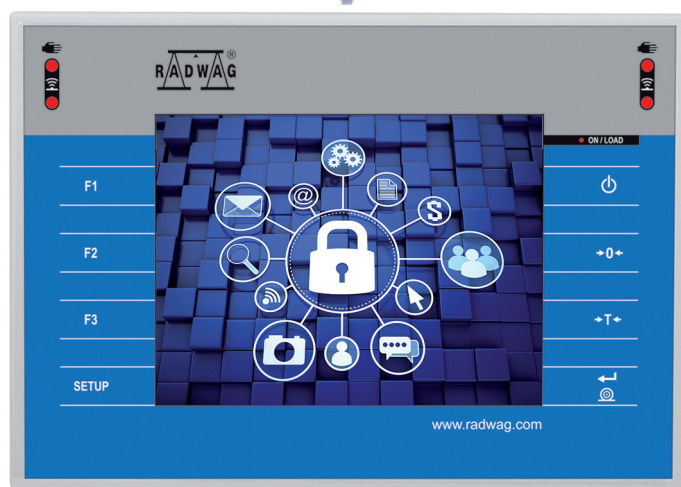 RADWAG®
ON / LOAD
F1
F2
→0←
F3
→T←
SETUP
@
$
www.radwag.com